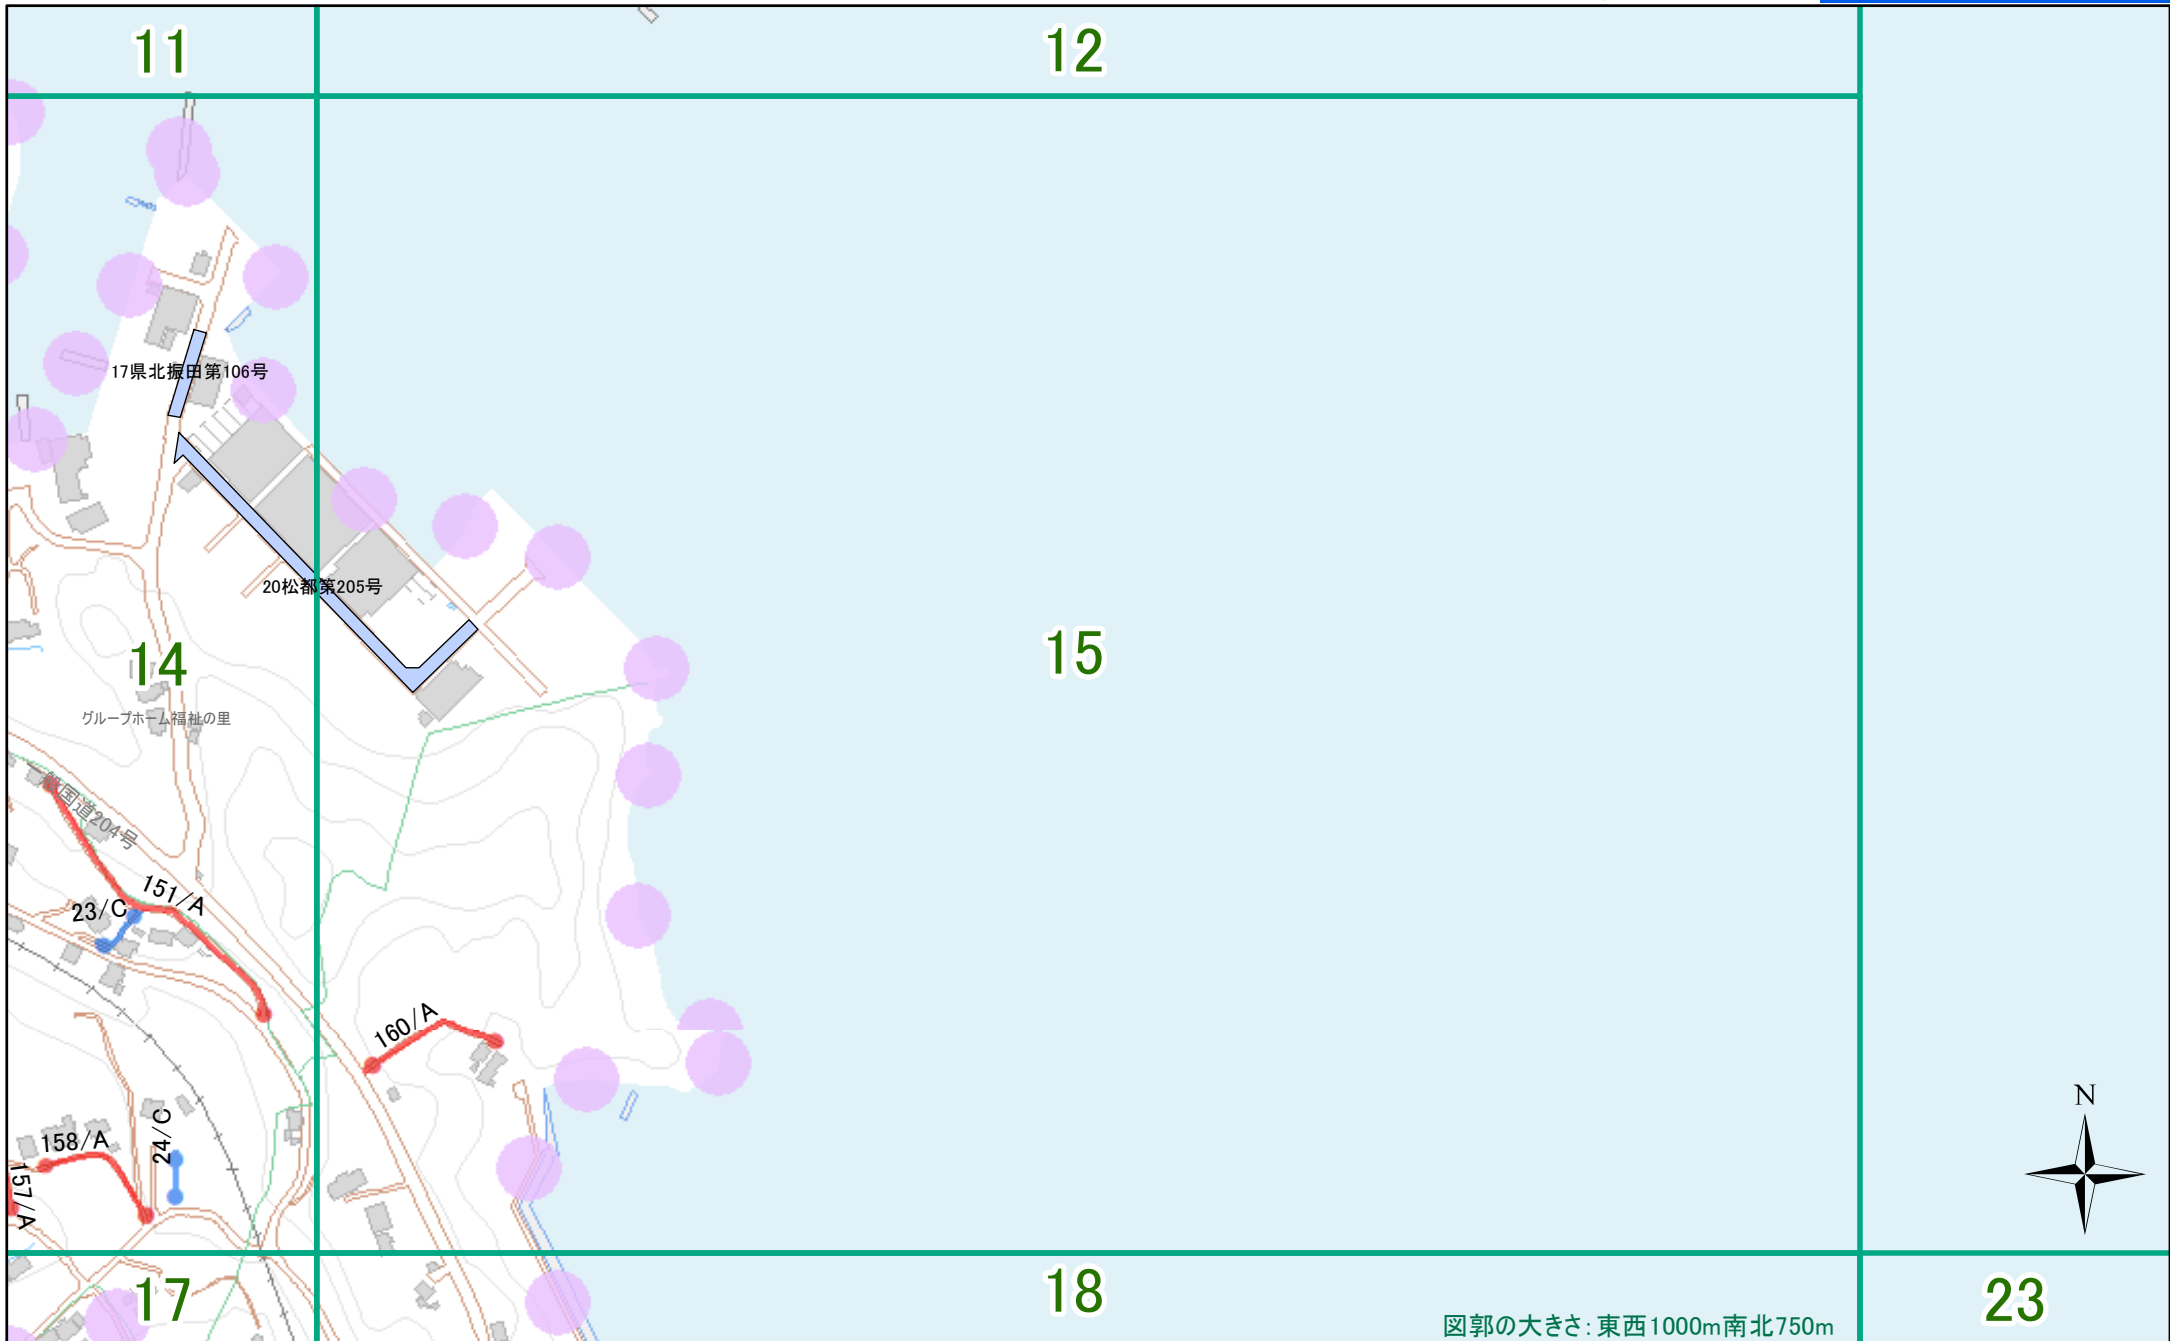 11
12
17県北振田第106号
20松都第205号
14
15
グループホーム福祉の里
一般国道204号
151/A
23/C
160/A
N
24/C
158/A
157/A
17
18
23
図郭の大きさ:東西1000m南北750m